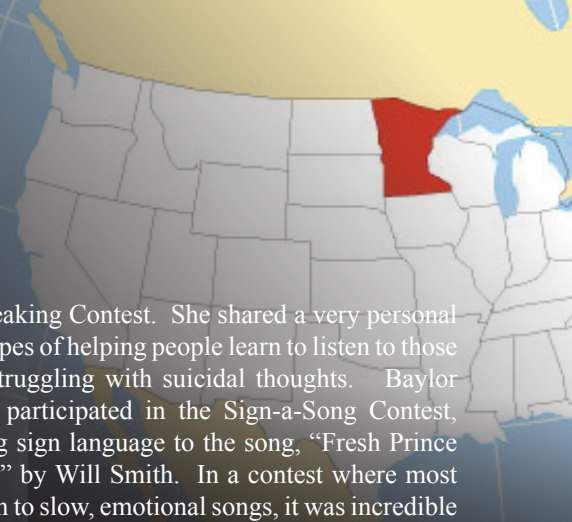 eaking Contest. She shared a very personal
pes of helping people learn to listen to those
truggling with suicidal thoughts. Baylor
participated in the Sign-a-Song Contest,
g sign language to the song, “Fresh Prince
” by Will Smith. In a contest where most
n to slow, emotional songs, it was incredible